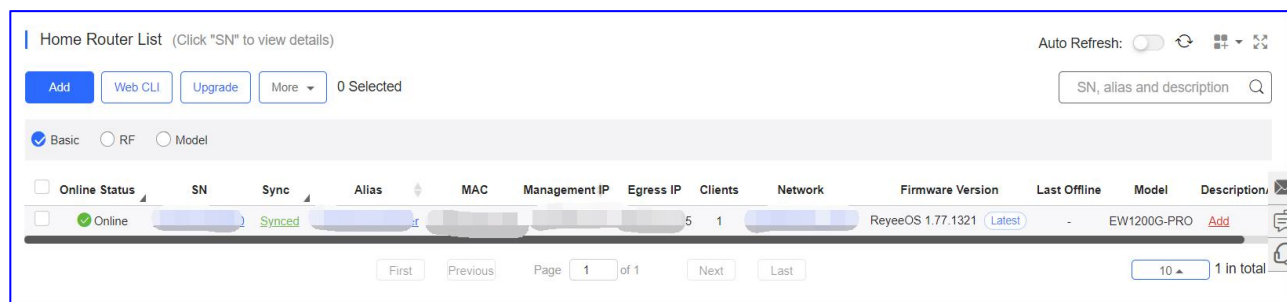 Home Router List (Click "SN" to view details) Auto Refresh:
Add Web CLI Upgrade More 0 Selected SN, alias and description
Basic RF Model
Online Status SN Sync Alias MAC Management IP Egress IP Clients Network Firmware Version Last Offline Model Description/
Online Synced 5 1 ReyeeOS 1.77.1321 Latest - EW1200G-PRO Add
First Previous Page 1 of 1 Next Last 10 1 in total